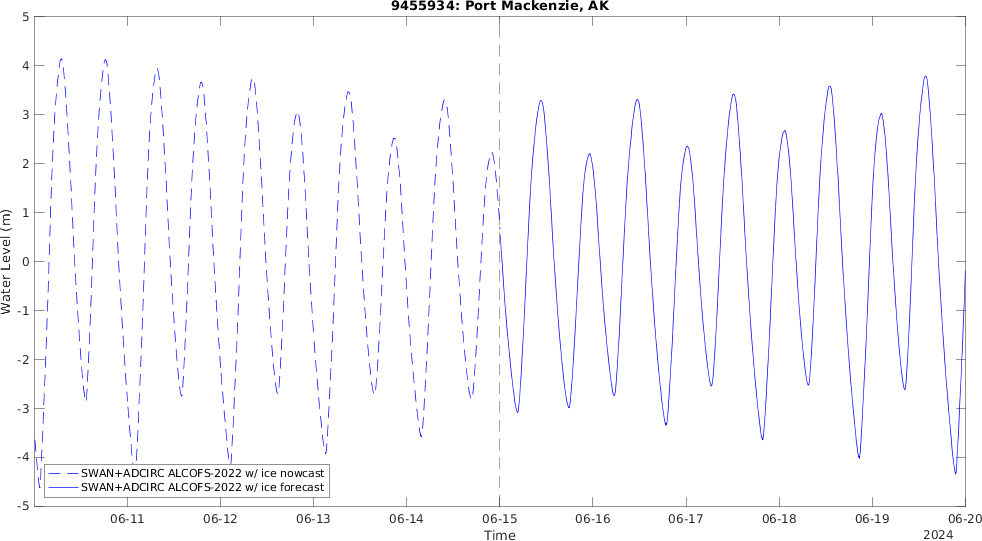 9455934: Port Mackenzie, AK
5
4
3
2
1
0
-1
-2
-3
-4
-5
Water Level (m)
SWAN+ADCIRC ALCOFS-2022 w/ ice nowcast
SWAN+ADCIRC ALCOFS-2022 w/ ice forecast
06-11 06-12 06-13 06-14 06-15 06-16 06-17 06-18 06-19 06-20
Time
2024